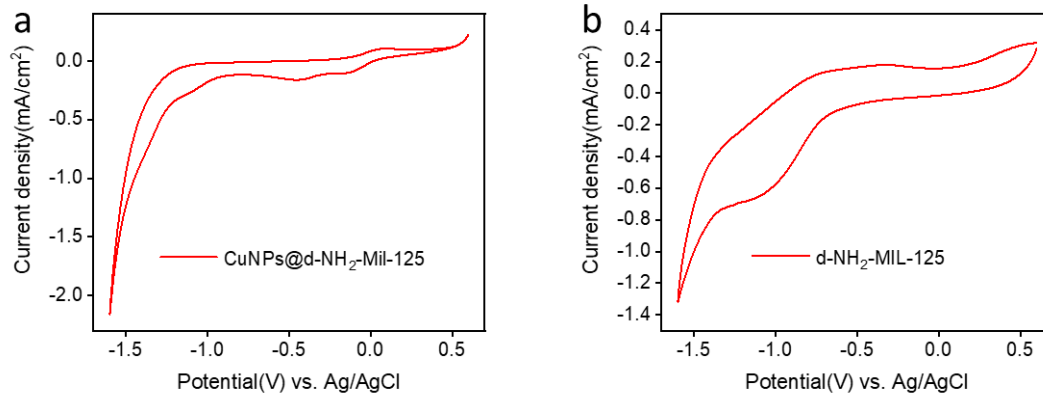 a
0.0
-0.5
-1.0
-1.5
-2.0
Current density(mA/cm²)
CuNPs@d-NH₂-Mil-125
-1.5 -1.0 -0.5 0.0 0.5
Potential(V) vs. Ag/AgCl
b
0.4
0.2
0.0
-0.2
-0.4
-0.6
-0.8
-1.0
-1.2
-1.4
Current density(mA/cm²)
d-NH₂-MIL-125
-1.5 -1.0 -0.5 0.0 0.5
Potential(V) vs. Ag/AgCl